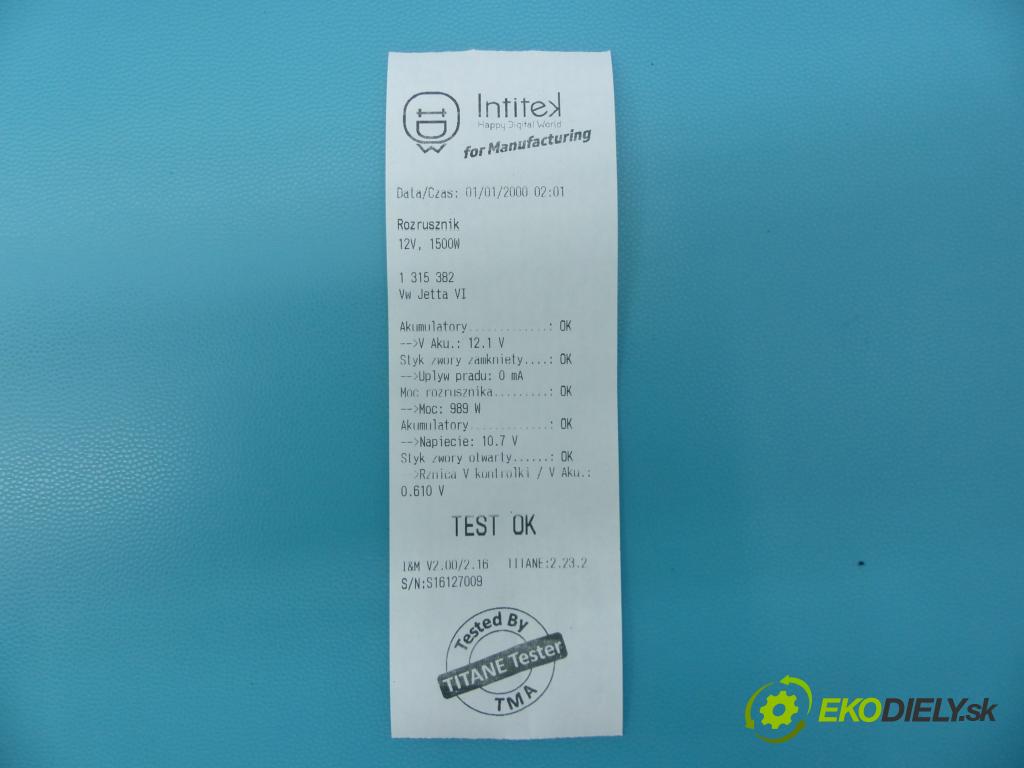 Intitek
Happy Digital World
for Manufacturing
Data/Czas: 01/01/2000 02:01
Rozrusznik
12V, 1500W
1 315 382
Vw Jetta VI
Akumulatory.............: OK
-->V Aku.: 12.1 V
Styk zwory zamkniety....: OK
-->Uplyw pradu: 0 mA
Moc rozrusznika.........: OK
-->Moc: 989 W
Akumulatory.............: OK
-->Napiecie: 10.7 V
Styk zwory otwarty......: OK
-->Rznica V kontrolki / V Aku.:
0.610 V
TEST OK
I&M V2.00/2.16 TITANE:2.23.2
S/N:S16127009
Tested By
TITANE Tester
TMA
EKODIELY.sk